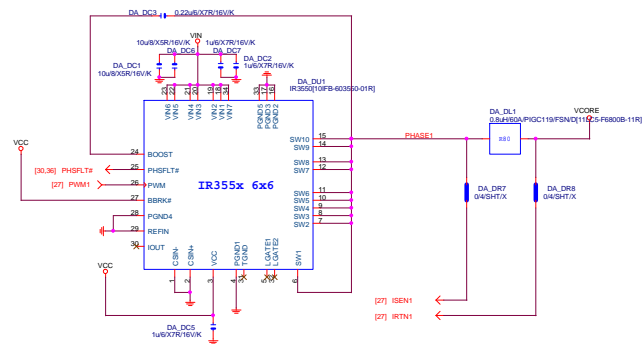 DA_DC3
0.22u/6/X7R/16V/K
VIN
10u/8/X5R/16V/K
1u/6/X7R/16V/K
DA_DC6
DA_DC7
DA_DC1
10u/8/X5R/16V/K
DA_DC2
1u/6/X7R/16V/K
DA_DU1
IR3550[10IFB-603550-01R]
23 22 21 20 19 18 34 33 17 16
VIN6 VIN5 VIN4 VIN3 VIN2 VIN1 VIN7 PGND5 PGND3 PGND2
DA_DL1
0.8uH/60A/PIGC119/FSN/D[11LI5-F6800B-11R]
VCORE
R80
PHASE1
SW10 15
SW9 14
SW8 13
SW7 12
SW6 11
SW5 10
SW4 9
SW3 8
SW2 7
VCC
24 BOOST
[30,36] PHSFLT# 25 PHSFLT#
[27] PWM1 26 PWM
27 BBRK#
28 PGND4
29 REFIN
30 IOUT
IR355x 6x6
DA_DR7
0/4/SHT/X
DA_DR8
0/4/SHT/X
CSIN- CSIN+ VCC PGND1 TGND LGATE1 LGATE2 SW1
1 2 3 4 31 5 32 6
VCC
DA_DC5
1u/6/X7R/16V/K
[27] ISEN1
[27] IRTN1